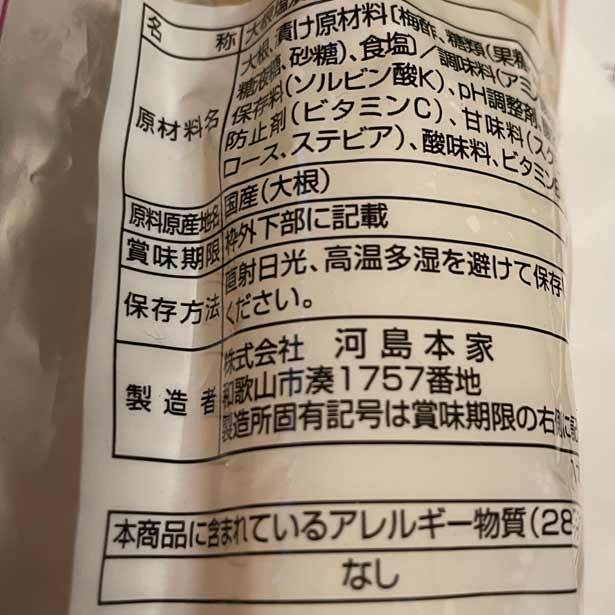 名 称 大根塩
原材料名 大根、漬け原材料〔梅酢、糖類(果糖
糖液糖、砂糖)、食塩〕/調味料(アミ
保存料(ソルビン酸K)、pH調整剤、
防止剤(ビタミンC)、甘味料(スク
ロース、ステビア)、酸味料、ビタミン
原料原産地名 国産(大根)
賞味期限 枠外下部に記載
保存方法 直射日光、高温多湿を避けて保存
ください。
製造者 株式会社 河島本家
和歌山市湊1757番地
製造所固有記号は賞味期限の右側に記
本商品に含まれているアレルギー物質(28
なし